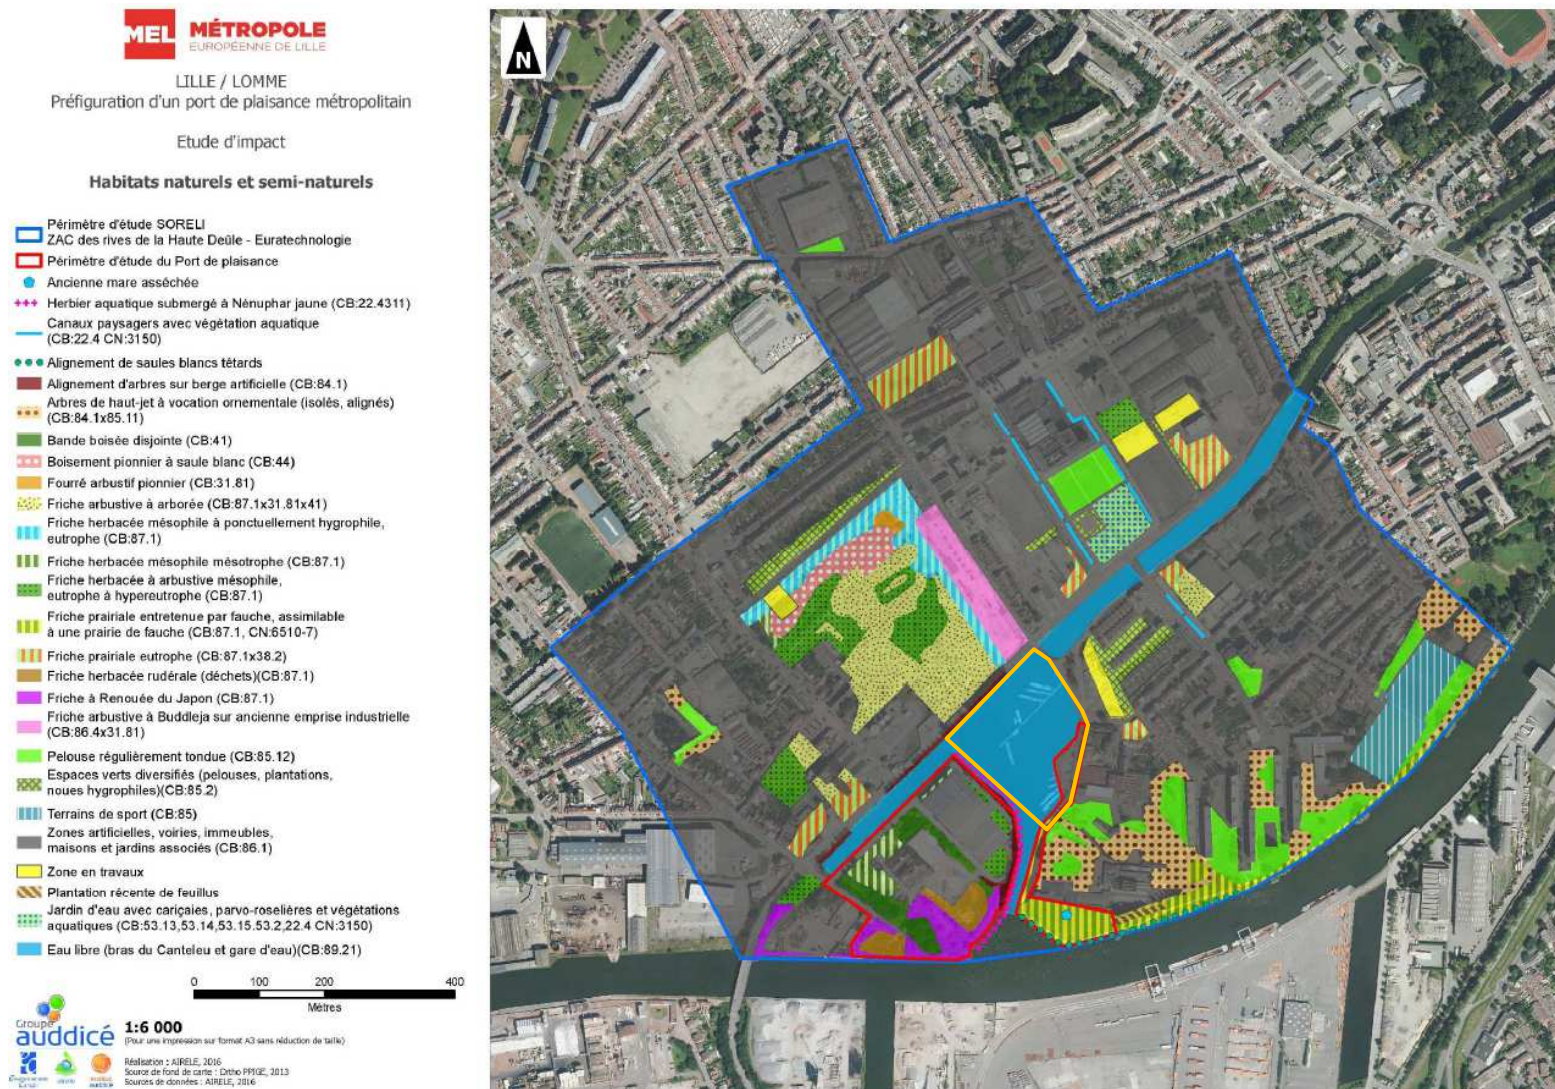 MEL MÉTROPOLE
EUROPÉENNE DE LILLE
LILLE / LOMME
Préfiguration d'un port de plaisance métropolitain
Etude d'impact
Habitats naturels et semi-naturels
Périmètre d'étude SORELI
ZAC des rives de la Haute Deûle - Euratechnologie
Périmètre d'étude du Port de plaisance
Ancienne mare asséchée
Herbier aquatique submergé à Nénuphar jaune (CB:22.4311)
Canaux paysagers avec végétation aquatique
(CB:22.4 CN:3150)
Alignement de saules blancs têtards
Alignement d'arbres sur berge artificielle (CB:84.1)
Arbres de haut-jet à vocation ornementale (isolés, alignés)
(CB:84.1x85.11)
Bande boisée disjointe (CB:41)
Boisement pionnier à saule blanc (CB:44)
Fourré arbustif pionnier (CB:31.81)
Friche arbustive à arborée (CB:87.1x31.81x41)
Friche herbacée mésophile à ponctuellement hygrophile,
eutrophe (CB:87.1)
Friche herbacée mésophile mésotrophe (CB:87.1)
Friche herbacée à arbustive mésophile,
eutrophe à hypereutrophe (CB:87.1)
Friche prairiale entretenue par fauche, assimilable
à une prairie de fauche (CB:87.1, CN:6510-7)
Friche prairiale eutrophe (CB:87.1x38.2)
Friche herbacée rudérale (déchets)(CB:87.1)
Friche à Renouée du Japon (CB:87.1)
Friche arbustive à Buddleja sur ancienne emprise industrielle
(CB:86.4x31.81)
Pelouse régulièrement tondue (CB:85.12)
Espaces verts diversifiés (pelouses, plantations,
noues hygrophiles)(CB:85.2)
Terrains de sport (CB:85)
Zones artificielles, voiries, immeubles,
maisons et jardins associés (CB:86.1)
Zone en travaux
Plantation récente de feuillus
Jardin d'eau avec cariçaies, parvo-roselières et végétations
aquatiques (CB:53.13,53.14,53.15.53.2,22.4 CN:3150)
Eau libre (bras du Canteleu et gare d'eau)(CB:89.21)
0 100 200 400
Mètres
Groupe
auddicé
1:6 000
(Pour une impression sur format A3 sans réduction de taille)
Réalisation : AIRELE, 2016
Source de fond de carte : Ortho PPIGE, 2013
Sources de données : AIRELE, 2016
N